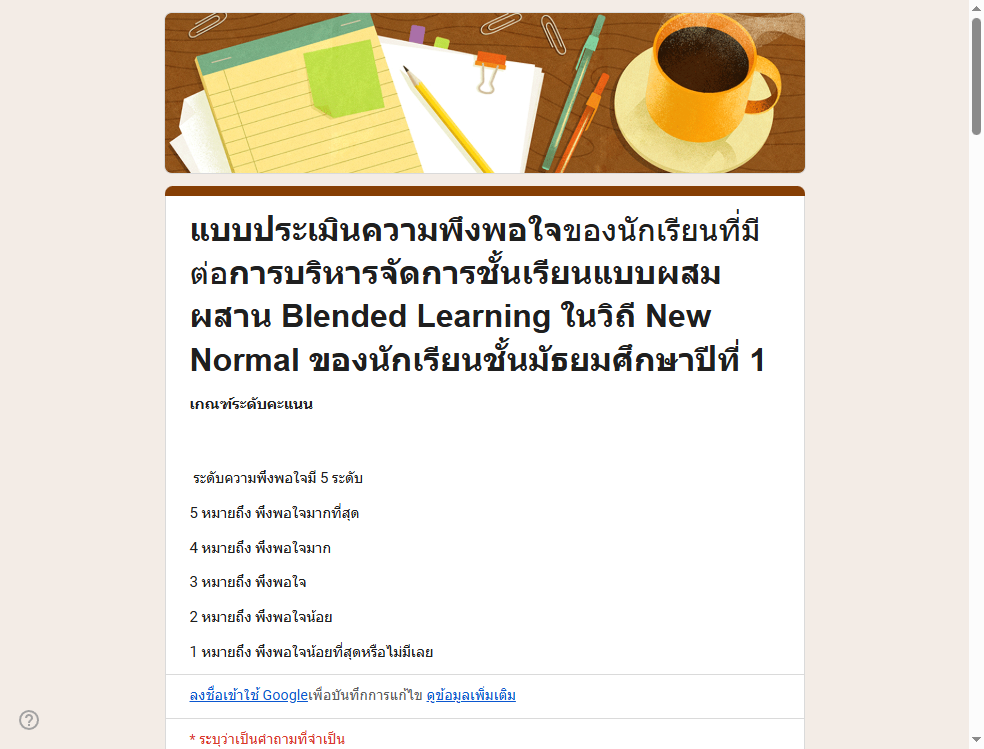 แบบประเมินความพึงพอใจของนักเรียนที่มี
ต่อการบริหารจัดการชั้นเรียนแบบผสม
ผสาน Blended Learning ในวิถี New
Normal ของนักเรียนชั้นมัธยมศึกษาปีที่ 1
เกณฑ์ระดับคะแนน
ระดับความพึงพอใจมี 5 ระดับ
5 หมายถึง พึงพอใจมากที่สุด
4 หมายถึง พึงพอใจมาก
3 หมายถึง พึงพอใจ
2 หมายถึง พึงพอใจน้อย
1 หมายถึง พึงพอใจน้อยที่สุดหรือไม่มีเลย
ลงชื่อเข้าใช้ Googleเพื่อบันทึกการแก้ไข ดูข้อมูลเพิ่มเติม
* ระบุว่าเป็นคำถามที่จำเป็น